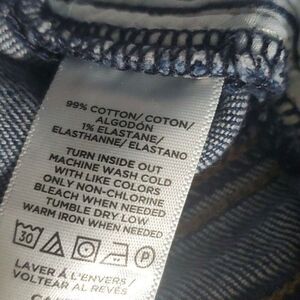 99% COTTON/ COTON/
ALGODÓN
1% ELASTANE/
ELASTHANNE/ ELASTANO
TURN INSIDE OUT
MACHINE WASH COLD
WITH LIKE COLORS
ONLY NON-CHLORINE
BLEACH WHEN NEEDED
TUMBLE DRY LOW
WARM IRON WHEN NEEDED
30 P
LAVER À L'ENVERS/
VOLTEAR AL REVÉS